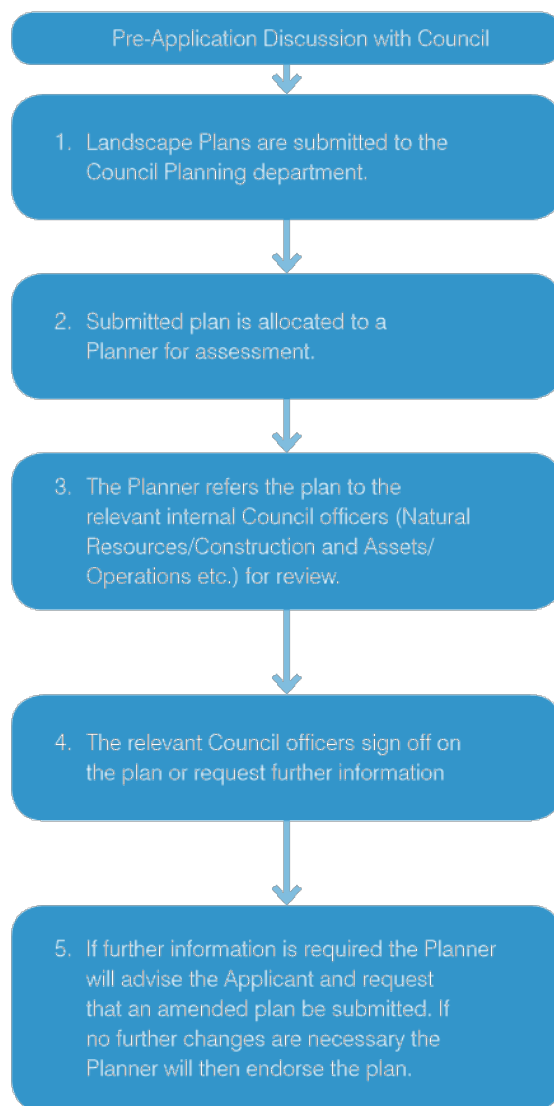 Pre-Application Discussion with Council
1. Landscape Plans are submitted to the
Council Planning department.
2. Submitted plan is allocated to a
Planner for assessment.
3. The Planner refers the plan to the
relevant internal Council officers (Natural
Resources/Construction and Assets/
Operations etc.) for review.
4. The relevant Council officers sign off on
the plan or request further information
5. If further information is required the Planner
will advise the Applicant and request
that an amended plan be submitted. If
no further changes are necessary the
Planner will then endorse the plan.